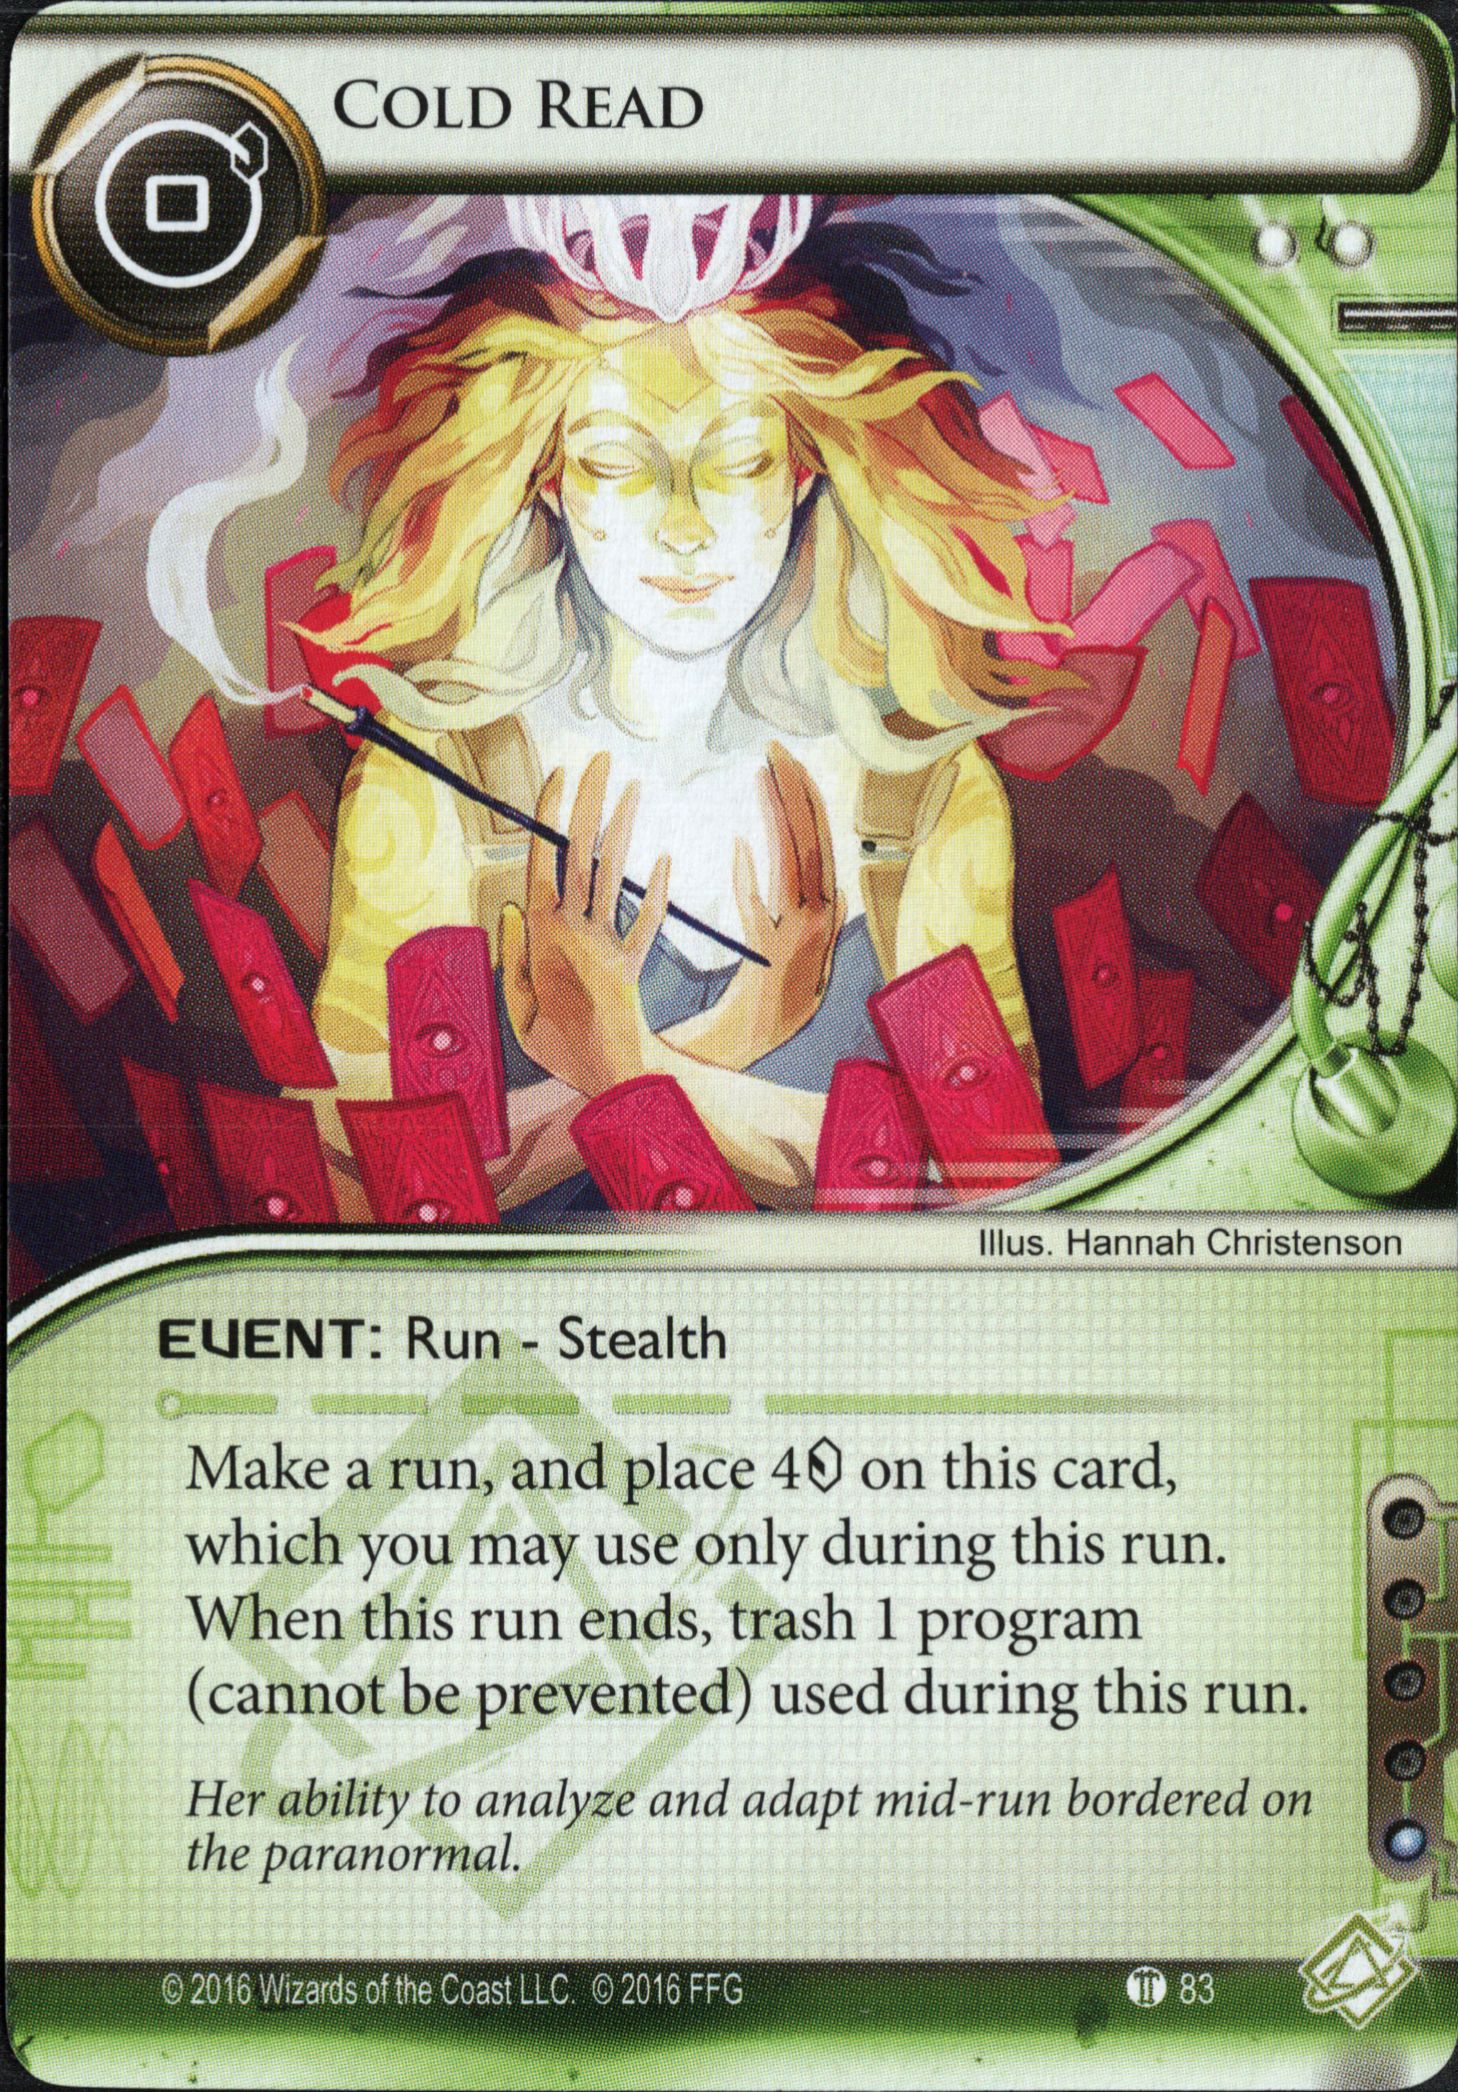 Cold Read
0
Illus. Hannah Christenson
EVENT: Run - Stealth
Make a run, and place 4 on this card,
which you may use only during this run.
When this run ends, trash 1 program
(cannot be prevented) used during this run.
Her ability to analyze and adapt mid-run bordered on
the paranormal.
© 2016 Wizards of the Coast LLC. © 2016 FFG
83